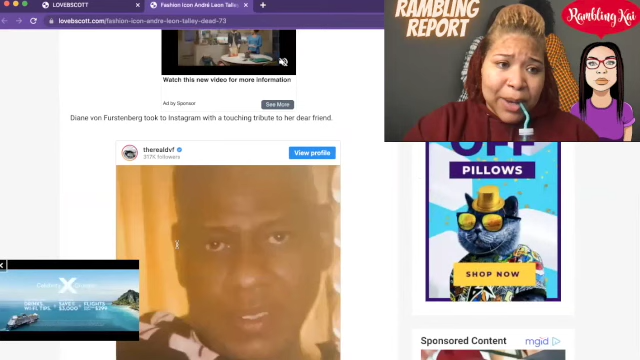 LOVEBSCOTT
Fashion Icon André Leon Talley
lovebscott.com/fashion-icon-andre-leon-talley-dead-73
RAMBLING
REPORT
Rambling Kai
Watch this new video for more information
Ad by Sponsor
See More
Diane von Furstenberg took to Instagram with a touching tribute to her dear friend.
therealdvf
317K followers
View profile
OFF
PILLOWS
SHOP NOW
Sponsored Content
mgid